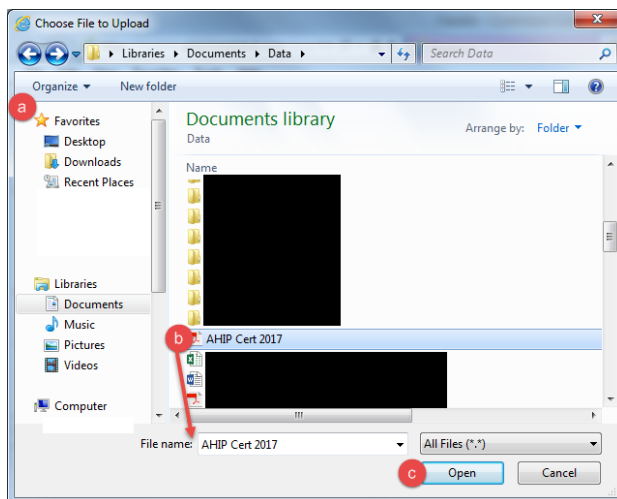 Choose File to Upload
Libraries Documents Data
Search Data
Organize
New folder
a
Favorites
Desktop
Downloads
Recent Places
Libraries
Documents
Music
Pictures
Videos
Computer
Documents library
Data
Arrange by: Folder
Name
b
AHIP Cert 2017
File name: AHIP Cert 2017
All Files (*.*)
c
Open
Cancel